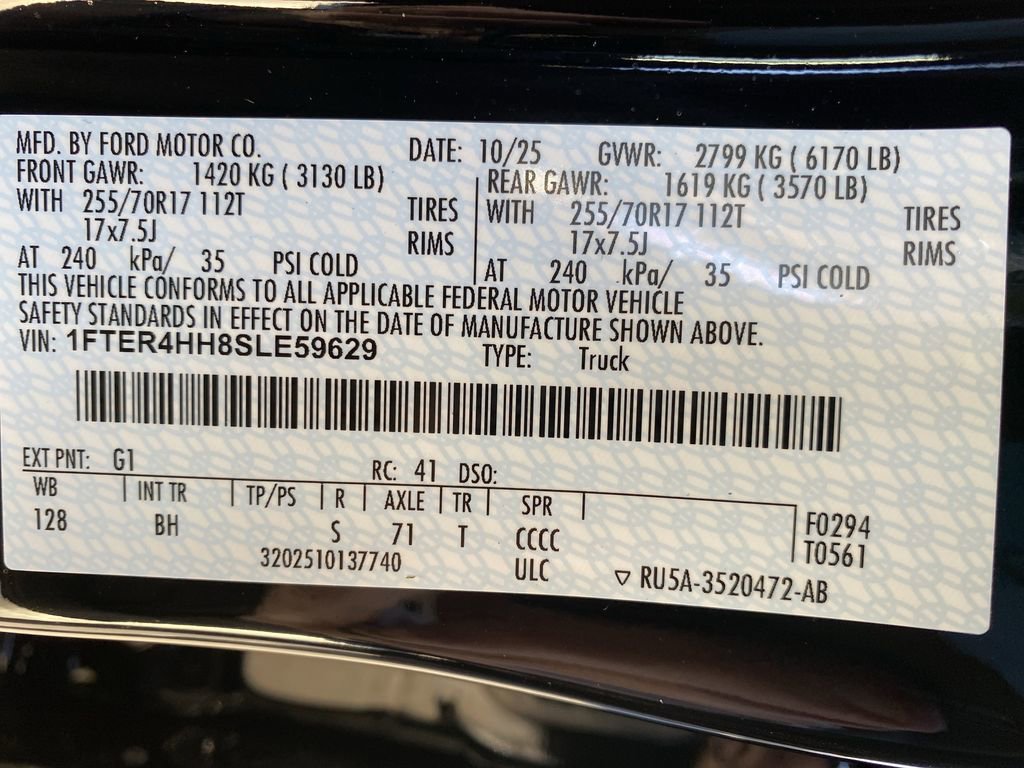 MFD. BY FORD MOTOR CO. DATE: 10/25 GVWR: 2799 KG ( 6170 LB)
FRONT GAWR: 1420 KG ( 3130 LB) REAR GAWR: 1619 KG ( 3570 LB)
WITH 255/70R17 112T TIRES WITH 255/70R17 112T TIRES
17x7.5J RIMS 17x7.5J RIMS
AT 240 kPa/ 35 PSI COLD AT 240 kPa/ 35 PSI COLD
THIS VEHICLE CONFORMS TO ALL APPLICABLE FEDERAL MOTOR VEHICLE
SAFETY STANDARDS IN EFFECT ON THE DATE OF MANUFACTURE SHOWN ABOVE.
VIN: 1FTER4HH8SLE59629 TYPE: Truck
EXT PNT: G1 RC: 41 DSO:
WB INT TR TP/PS R AXLE TR SPR F0294
128 BH S 71 T CCCC T0561
3202510137740 ULC ▽ RU5A-3520472-AB